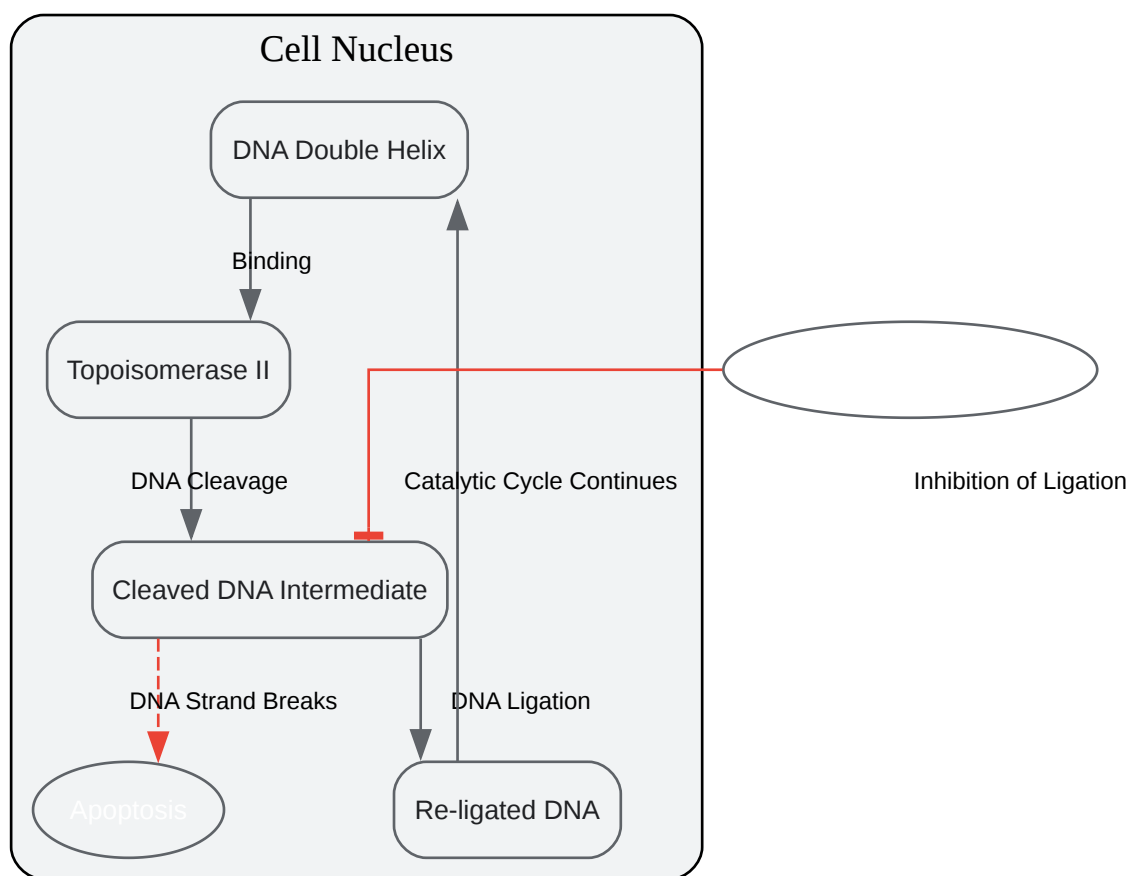 Cell Nucleus
DNA Double Helix
Binding
Topoisomerase II
DNA Cleavage
Catalytic Cycle Continues
Inhibition of Ligation
Cleaved DNA Intermediate
DNA Strand Breaks
DNA Ligation
Apoptosis
Re-ligated DNA